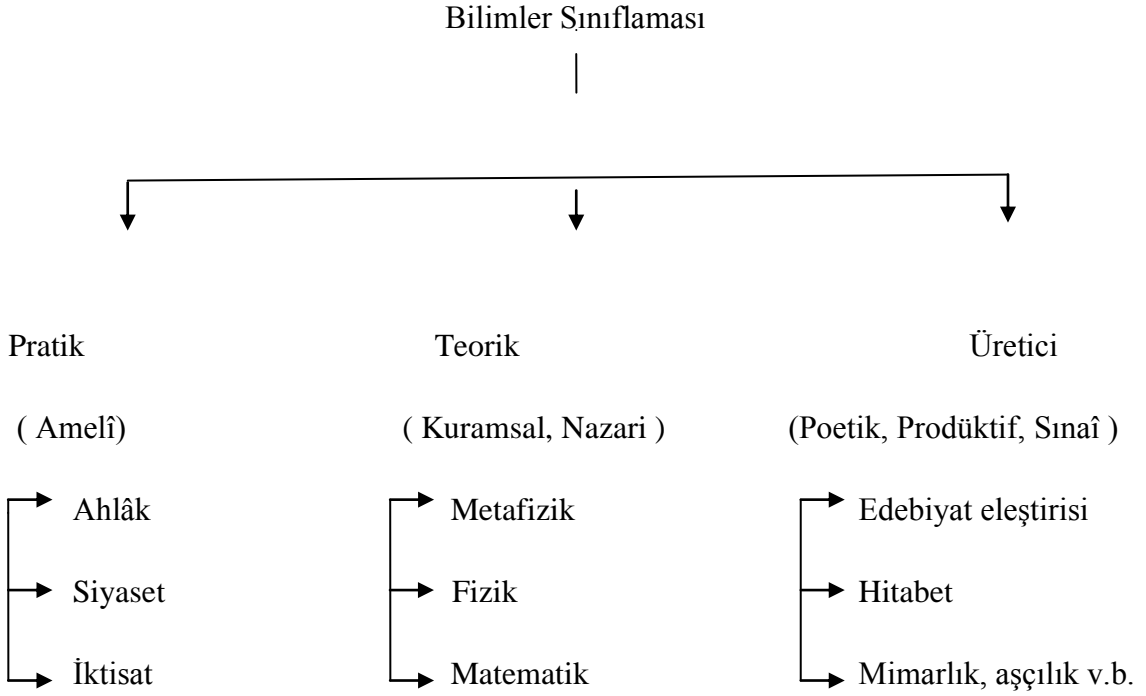 Bilimler Sınıflaması
Pratik Teorik Üretici
( Amelî) ( Kuramsal, Nazari ) (Poetik, Prodüktif, Sınaî )
Ahlâk Metafizik Edebiyat eleştirisi
Siyaset Fizik Hitabet
İktisat Matematik Mimarlık, aşçılık v.b.